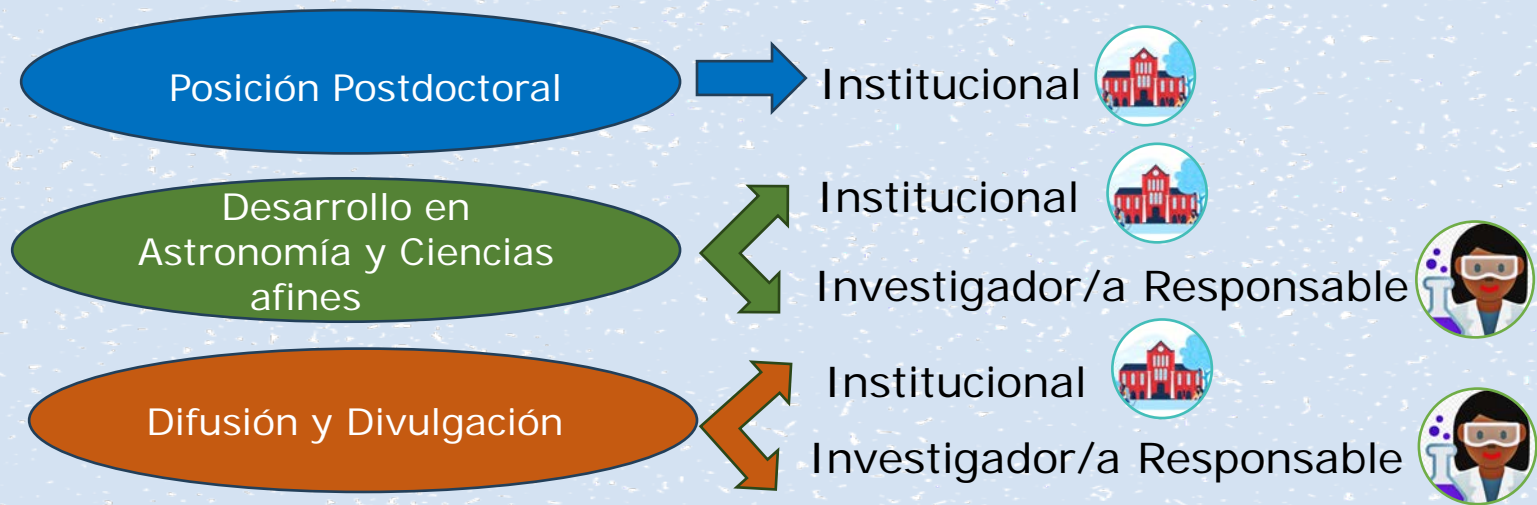 Posición Postdoctoral
Institucional
Desarrollo en
Astronomía y Ciencias
afines
Institucional
Investigador/a Responsable
Difusión y Divulgación
Institucional
Investigador/a Responsable